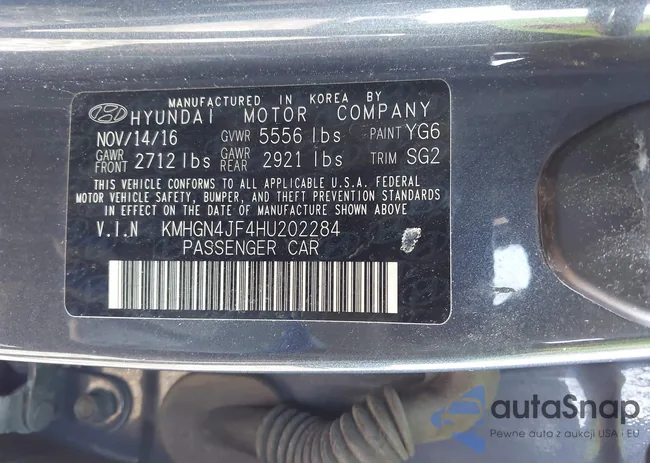 MANUFACTURED IN KOREA BY
HYUNDAI MOTOR COMPANY
NOV/14/16 GVWR 5556 lbs PAINT YG6
GAWR FRONT 2712 lbs GAWR REAR 2921 lbs TRIM SG2
THIS VEHICLE CONFORMS TO ALL APPLICABLE U.S.A. FEDERAL
MOTOR VEHICLE SAFETY, BUMPER, AND THEFT PREVENTION STANDARDS
IN EFFECT ON THE DATE OF MANUFACTURE SHOWN ABOVE.
V.I.N KMHGN4JF4HU202284
PASSENGER CAR
autaSnap
Pewne auta z aukcji USA i EU